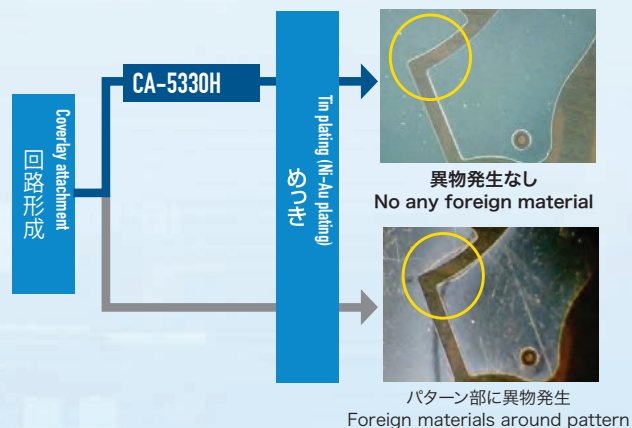 Coverlay attachment
回路形成
CA-5330H
Tin plating (Ni-Au plating)
めっき
異物発生なし
No any foreign material
パターン部に異物発生
Foreign materials around pattern